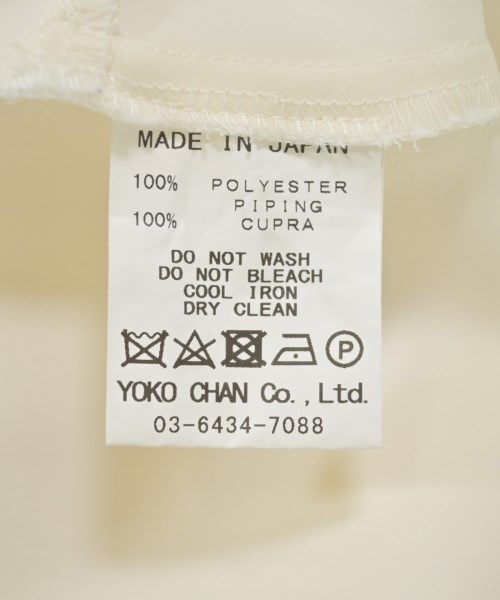 MADE IN JAPAN
100% POLYESTER
PIPING
100% CUPRA
DO NOT WASH
DO NOT BLEACH
COOL IRON
DRY CLEAN
P
YOKO CHAN Co.,Ltd.
03-6434-7088